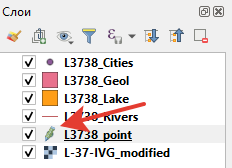 Слои
L3738_Cities
L3738_Geol
L3738_Lake
L3738_Rivers
L3738_point
L-37-IVG_modified